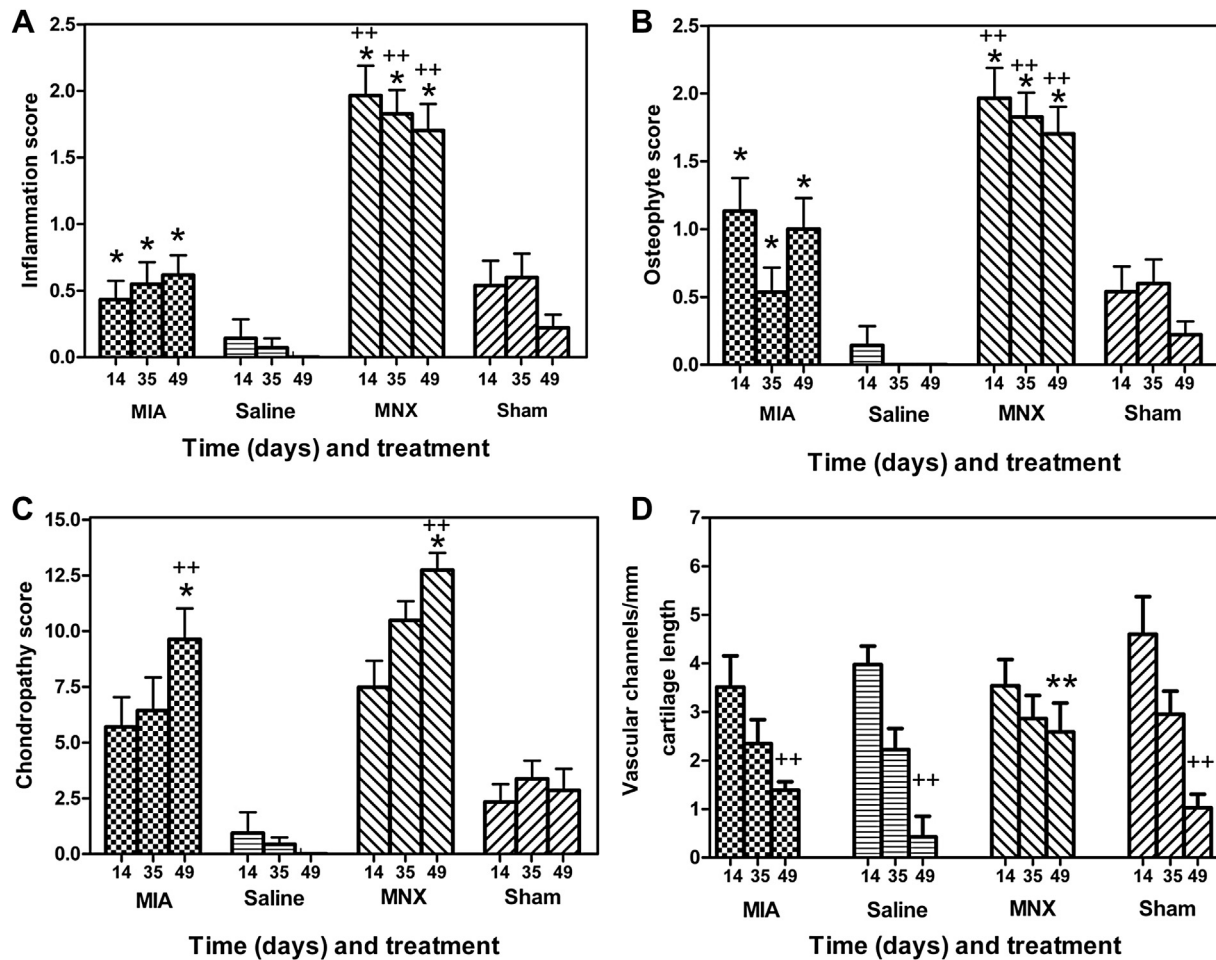 A
Inflammation score
2.5
2.0
1.5
1.0
0.5
0.0
* * *
++ ++ ++
* * *
14 35 49 14 35 49 14 35 49 14 35 49
MIA Saline MNX Sham
Time (days) and treatment
B
Osteophyte score
2.5
2.0
1.5
1.0
0.5
0.0
* * *
++ ++ ++
* * *
14 35 49 14 35 49 14 35 49 14 35 49
MIA Saline MNX Sham
Time (days) and treatment
C
Chondropathy score
15.0
12.5
10.0
7.5
5.0
2.5
0.0
++
*
++
*
14 35 49 14 35 49 14 35 49 14 35 49
MIA Saline MNX Sham
Time (days) and treatment
D
Vascular channels/mm
cartilage length
7
6
5
4
3
2
1
0
++
++
**
++
14 35 49 14 35 49 14 35 49 14 35 49
MIA Saline MNX Sham
Time (days) and treatment